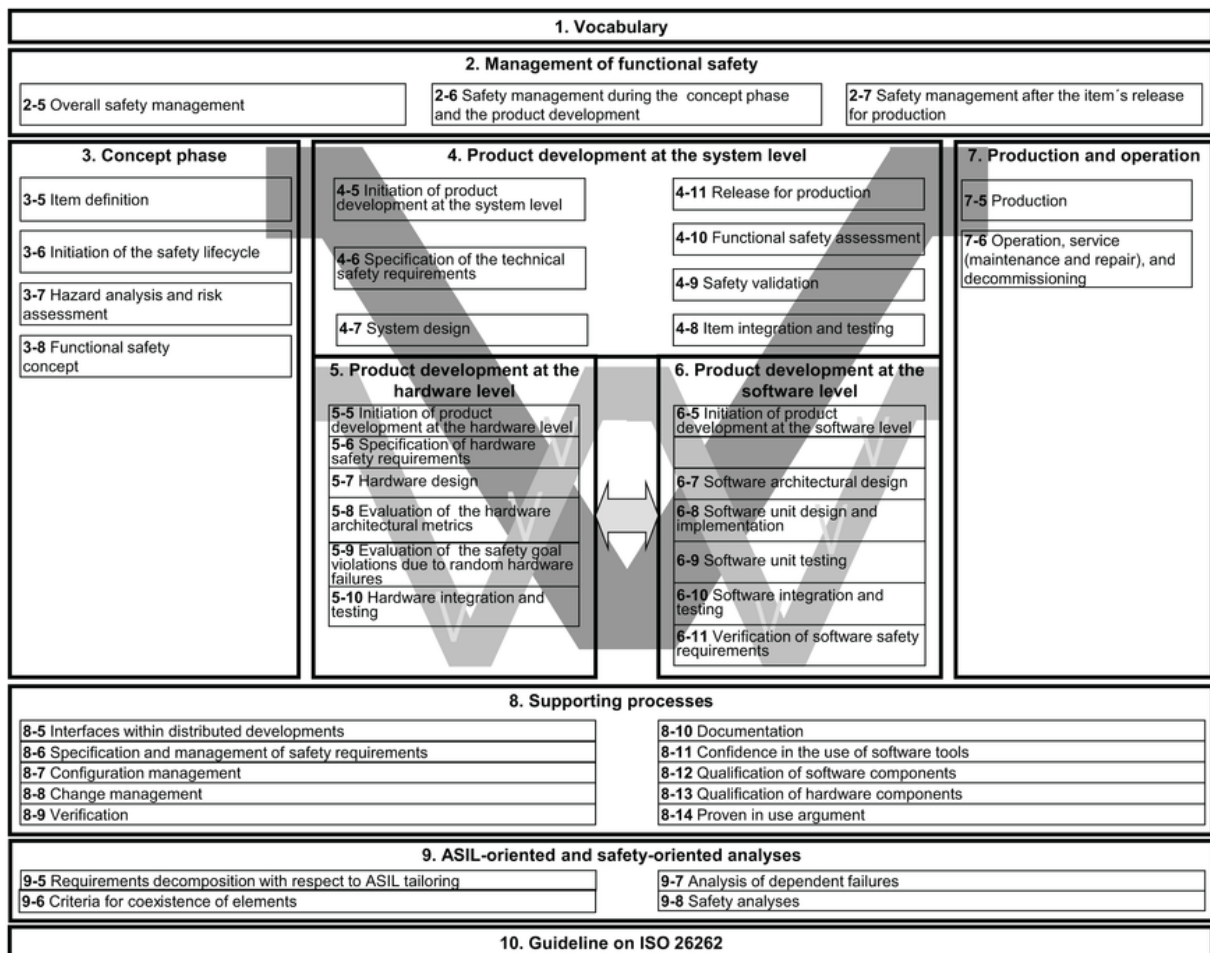 1. Vocabulary
2. Management of functional safety
2-5 Overall safety management
2-6 Safety management during the concept phase
and the product development
2-7 Safety management after the item´s release
for production
3. Concept phase
3-5 Item definition
3-6 Initiation of the safety lifecycle
3-7 Hazard analysis and risk
assessment
3-8 Functional safety
concept
4. Product development at the system level
4-5 Initiation of product
development at the system level
4-6 Specification of the technical
safety requirements
4-7 System design
4-11 Release for production
4-10 Functional safety assessment
4-9 Safety validation
4-8 Item integration and testing
7. Production and operation
7-5 Production
7-6 Operation, service
(maintenance and repair), and
decommissioning
5. Product development at the
hardware level
5-5 Initiation of product
development at the hardware level
5-6 Specification of hardware
safety requirements
5-7 Hardware design
5-8 Evaluation of the hardware
architectural metrics
5-9 Evaluation of the safety goal
violations due to random hardware
failures
5-10 Hardware integration and
testing
6. Product development at the
software level
6-5 Initiation of product
development at the software level
6-7 Software architectural design
6-8 Software unit design and
implementation
6-9 Software unit testing
6-10 Software integration and
testing
6-11 Verification of software safety
requirements
8. Supporting processes
8-5 Interfaces within distributed developments
8-6 Specification and management of safety requirements
8-7 Configuration management
8-8 Change management
8-9 Verification
8-10 Documentation
8-11 Confidence in the use of software tools
8-12 Qualification of software components
8-13 Qualification of hardware components
8-14 Proven in use argument
9. ASIL-oriented and safety-oriented analyses
9-5 Requirements decomposition with respect to ASIL tailoring
9-6 Criteria for coexistence of elements
9-7 Analysis of dependent failures
9-8 Safety analyses
10. Guideline on ISO 26262